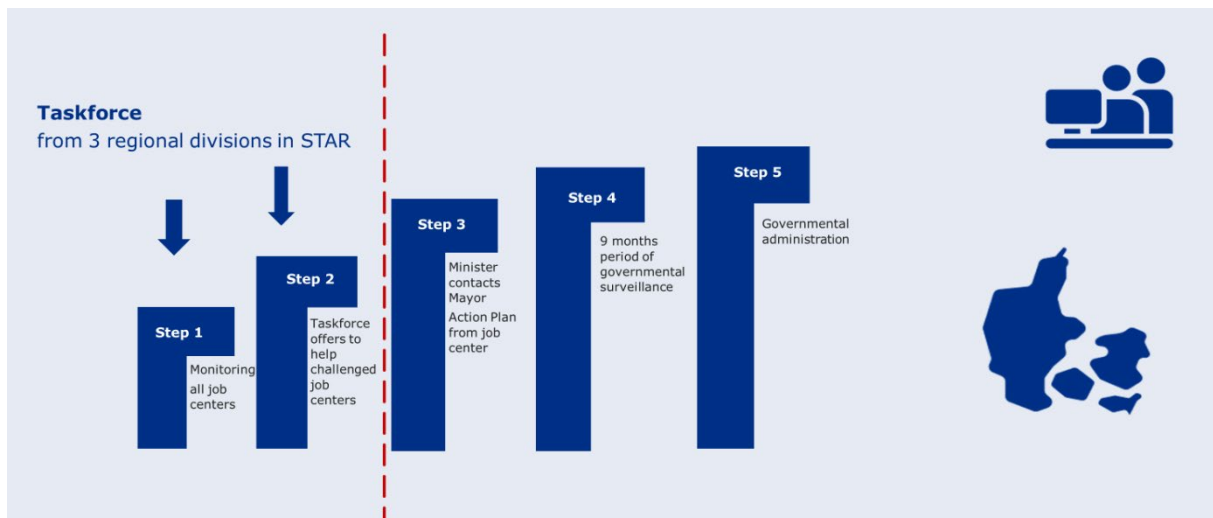 Taskforce
from 3 regional divisions in STAR
Step 1
Monitoring
all job
centers
Step 2
Taskforce
offers to
help
challenged
job
centers
Step 3
Minister
contacts
Mayor
Action Plan
from job
center
Step 4
9 months
period of
governmental
surveillance
Step 5
Governmental
administration